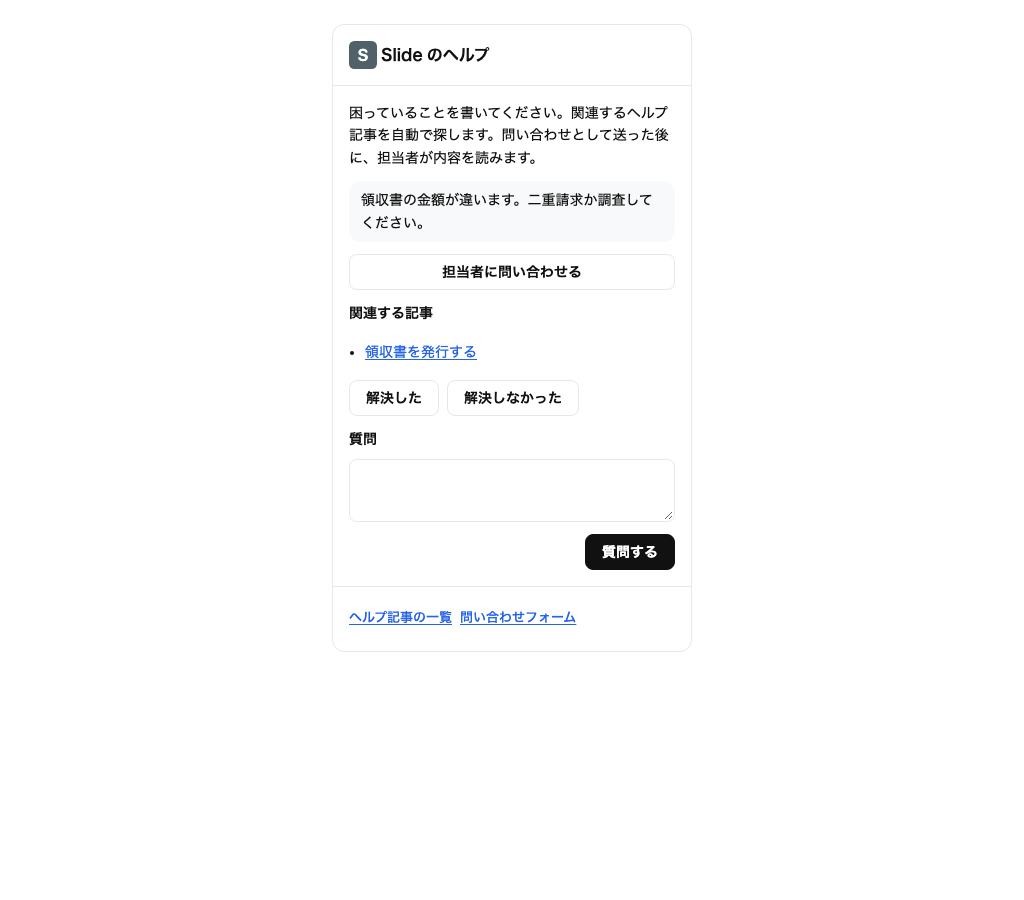 S Slide のヘルプ
困っていることを書いてください。関連するヘルプ
記事を自動で探します。問い合わせとして送った後
に、担当者が内容を読みます。
領収書の金額が違います。二重請求か調査して
ください。
担当者に問い合わせる
関連する記事
• 領収書を発行する
解決した 解決しなかった
質問
質問する
ヘルプ記事の一覧 問い合わせフォーム